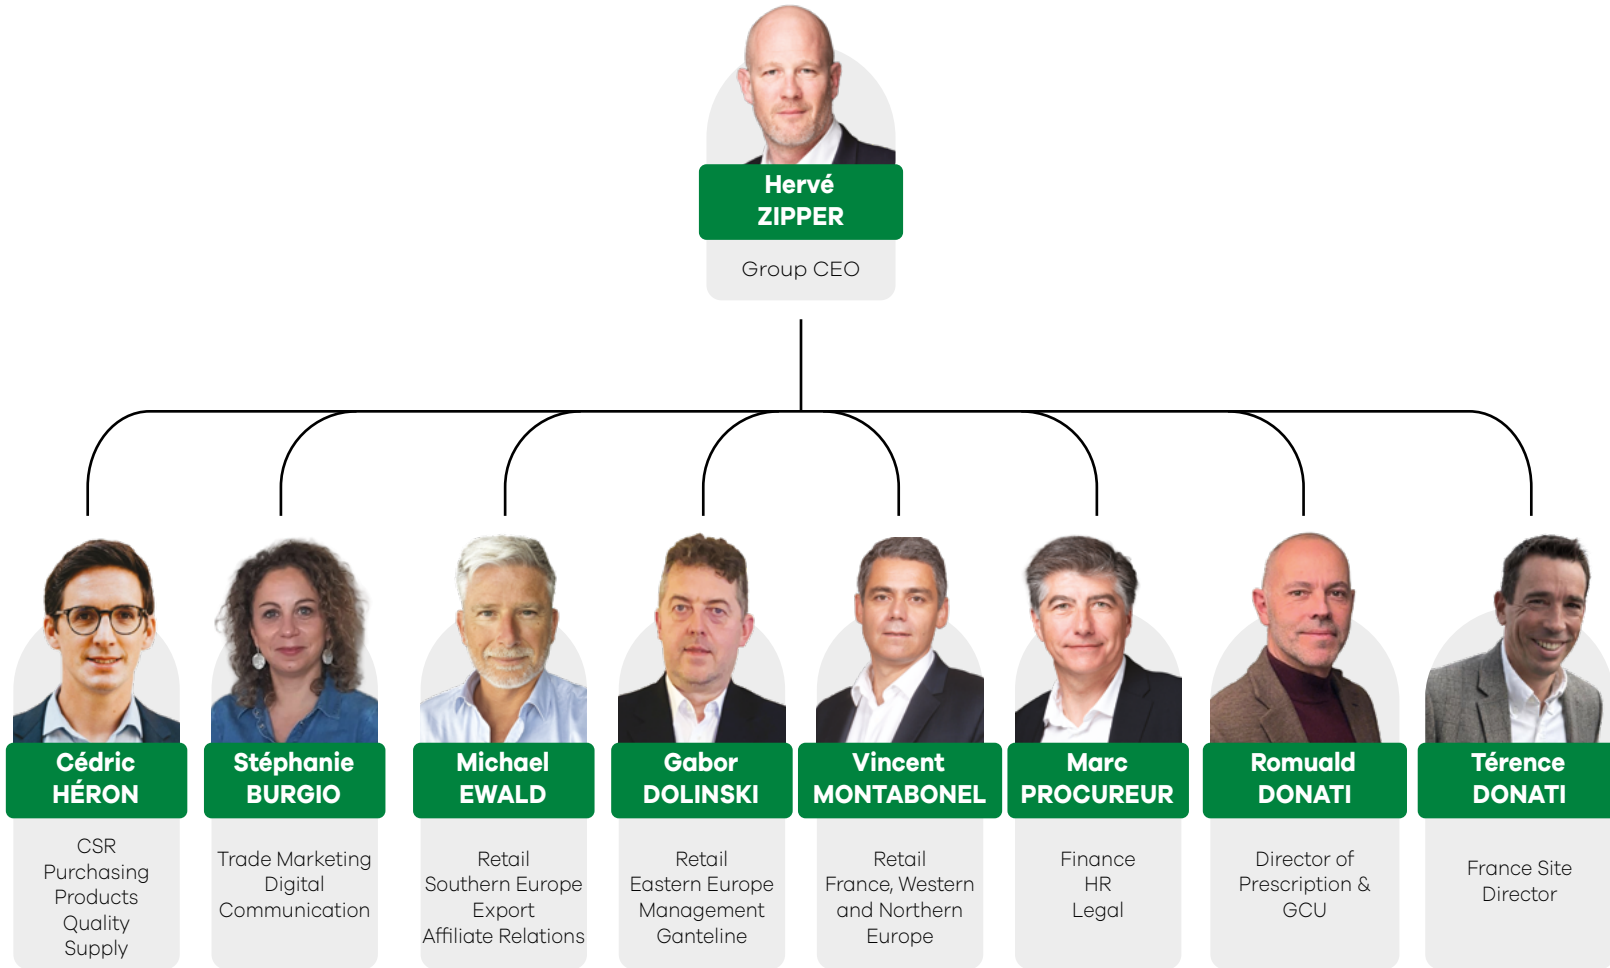 Hervé
ZIPPER
Group CEO
Cédric
HÉRON
CSR
Purchasing
Products
Quality
Supply
Stéphanie
BURGIO
Trade Marketing
Digital
Communication
Michael
EWALD
Retail
Southern Europe
Export
Affiliate Relations
Gabor
DOLINSKI
Retail
Eastern Europe
Management
Ganteline
Vincent
MONTABONEL
Retail
France, Western
and Northern
Europe
Marc
PROCUREUR
Finance
HR
Legal
Romuald
DONATI
Director of
Prescription &
GCU
Térence
DONATI
France Site
Director